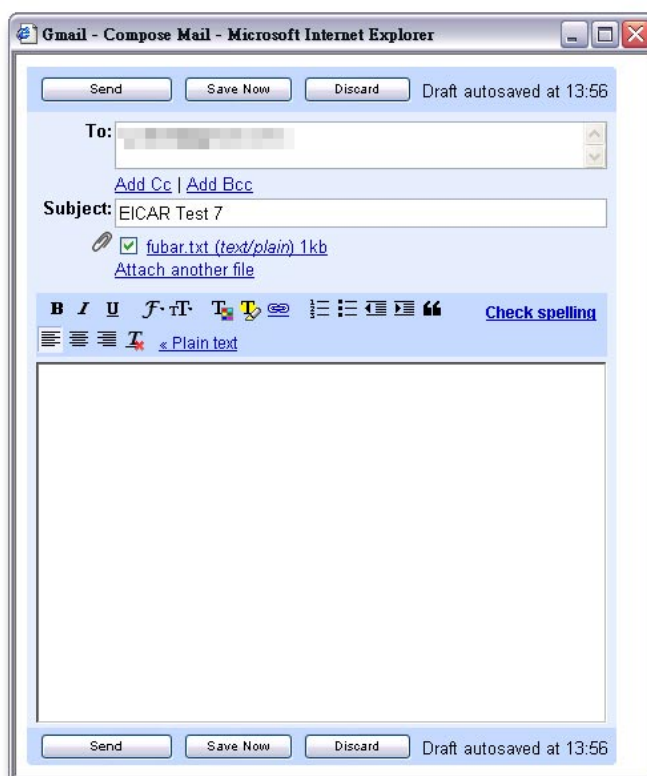 Gmail - Compose Mail - Microsoft Internet Explorer
Send Save Now Discard Draft autosaved at 13:56
To:
Add Cc | Add Bcc
Subject: EICAR Test 7
fubar.txt (text/plain) 1kb
Attach another file
B I U F TT T T Check spelling
« Plain text
Send Save Now Discard Draft autosaved at 13:56